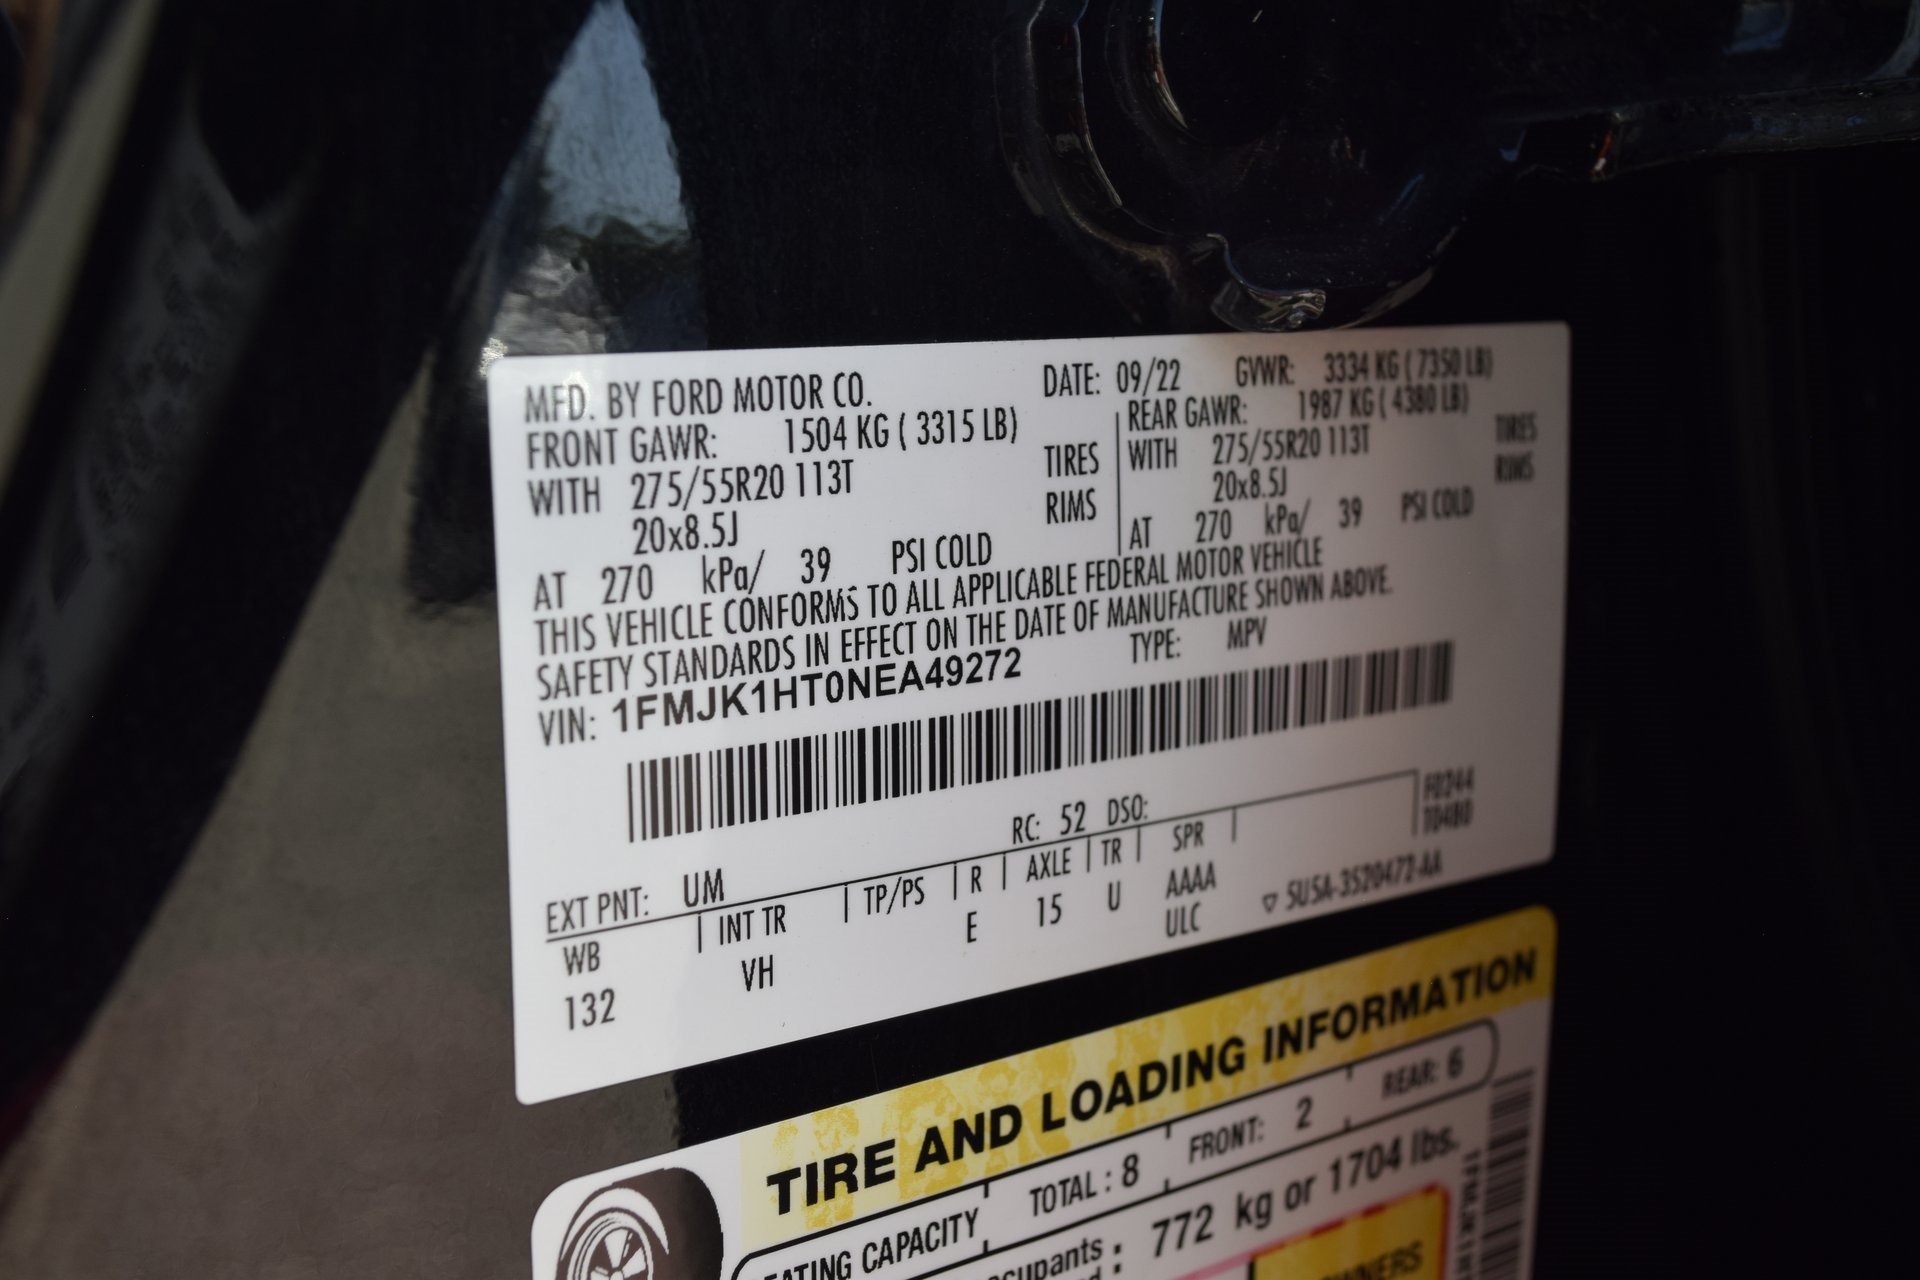 MFD. BY FORD MOTOR CO. DATE: 09/22 GVWR: 3334 KG ( 7350 LB)
FRONT GAWR: 1504 KG ( 3315 LB) REAR GAWR: 1987 KG ( 4380 LB)
WITH 275/55R20 113T TIRES WITH 275/55R20 113T TIRES
20x8.5J RIMS 20x8.5J RIMS
AT 270 kPa/ 39 PSI COLD AT 270 kPa/ 39 PSI COLD
THIS VEHICLE CONFORMS TO ALL APPLICABLE FEDERAL MOTOR VEHICLE
SAFETY STANDARDS IN EFFECT ON THE DATE OF MANUFACTURE SHOWN ABOVE.
VIN: 1FMJK1HT0NEA49272 TYPE: MPV
F0244
EXT PNT: UM RC: 52 DSO: T04B0
WB INT TR TP/PS R AXLE TR SPR
132 VH E 15 U AAAA
ULC ▽ 5U5A-3520472-AA
TIRE AND LOADING INFORMATION
TOTAL : 8 FRONT: 2 REAR: 6
CAPACITY
: 772 kg or 1704 lbs.